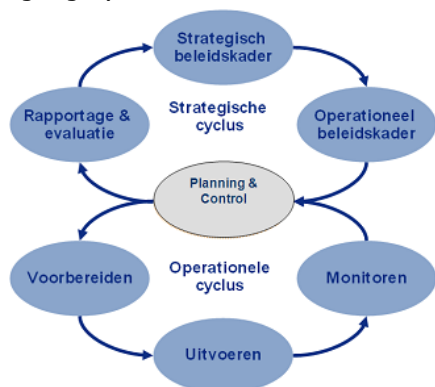 Strategisch
beleidskader
Rapportage &
evaluatie
Strategische
cyclus
Operationeel
beleidskader
Planning &
Control
Voorbereiden
Operationele
cyclus
Monitoren
Uitvoeren